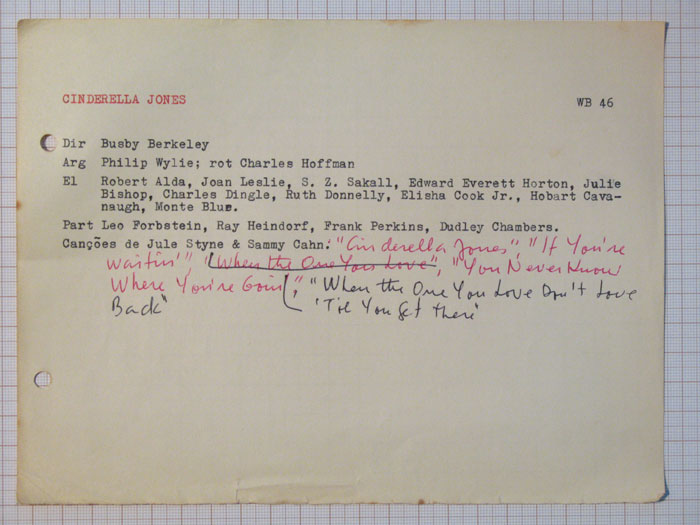 CINDERELLA JONES WB 46
Dir Busby Berkeley
Arg Philip Wylie; rot Charles Hoffman
El Robert Alda, Joan Leslie, S. Z. Sakall, Edward Everett Horton, Julie
Bishop, Charles Dingle, Ruth Donnelly, Elisha Cook Jr., Hobart Cava-
naugh, Monte Blue.
Part Leo Forbstein, Ray Heindorf, Frank Perkins, Dudley Chambers.
Canções de Jule Styne & Sammy Cahn: "Cinderella Jones", "If You're
waitin'", "When the One You Love", "You Never Know
Where You're Goin', "When the One You Love Don't Love
Back" 'Til You Get There"